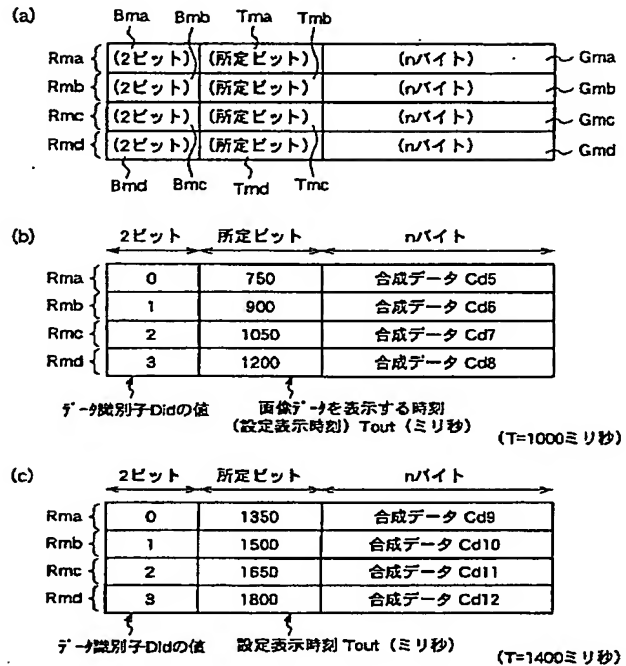 (a)
Bma Bmb Tma Tmb
Rma (2ビット) (所定ビット) (nバイト) Gma
Rmb (2ビット) (所定ビット) (nバイト) Gmb
Rmc (2ビット) (所定ビット) (nバイト) Gmc
Rmd (2ビット) (所定ビット) (nバイト) Gmd
Bmd Bmc Tmd Tmc
(b)
2ビット 所定ビット nバイト
Rma 0 750 合成データ Cd5
Rmb 1 900 合成データ Cd6
Rmc 2 1050 合成データ Cd7
Rmd 3 1200 合成データ Cd8
データ識別子Didの値 画像データを表示する時刻
(設定表示時刻) Tout (ミリ秒)
(T=1000ミリ秒)
(c)
2ビット 所定ビット nバイト
Rma 0 1350 合成データ Cd9
Rmb 1 1500 合成データ Cd10
Rmc 2 1650 合成データ Cd11
Rmd 3 1800 合成データ Cd12
データ識別子Didの値 設定表示時刻 Tout (ミリ秒)
(T=1400ミリ秒)